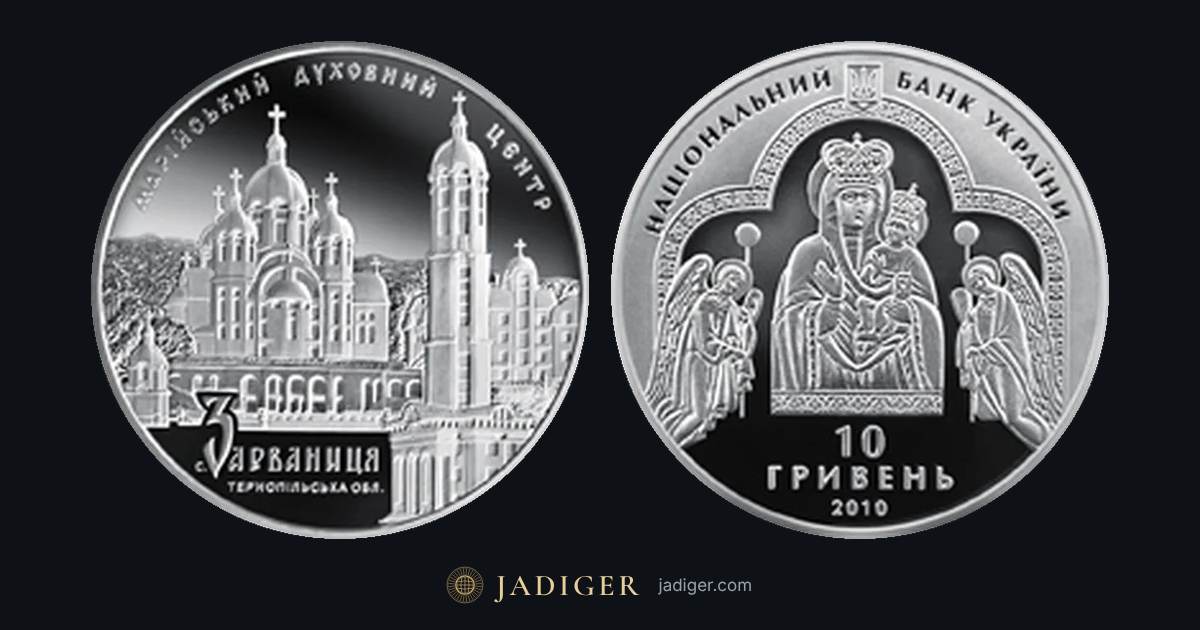 МАРІЙСЬКИЙ ДУХОВНИЙ ЦЕНТР
с. Зарваниця
ТЕРНОПІЛЬСЬКА ОБЛ.
НАЦІОНАЛЬНИЙ БАНК УКРАЇНИ
10
ГРИВЕНЬ
2010
JADIGER jadiger.com